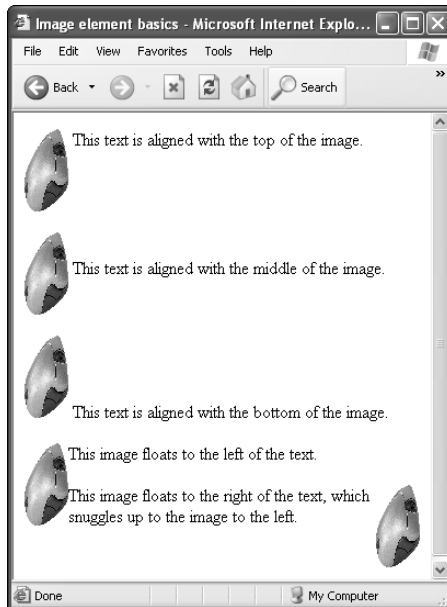 Image element basics - Microsoft Internet Explo...
File Edit View Favorites Tools Help
»
Back Search
This text is aligned with the top of the image.
This text is aligned with the middle of the image.
This text is aligned with the bottom of the image.
This image floats to the left of the text.
This image floats to the right of the text, which
snuggles up to the image to the left.
Done My Computer